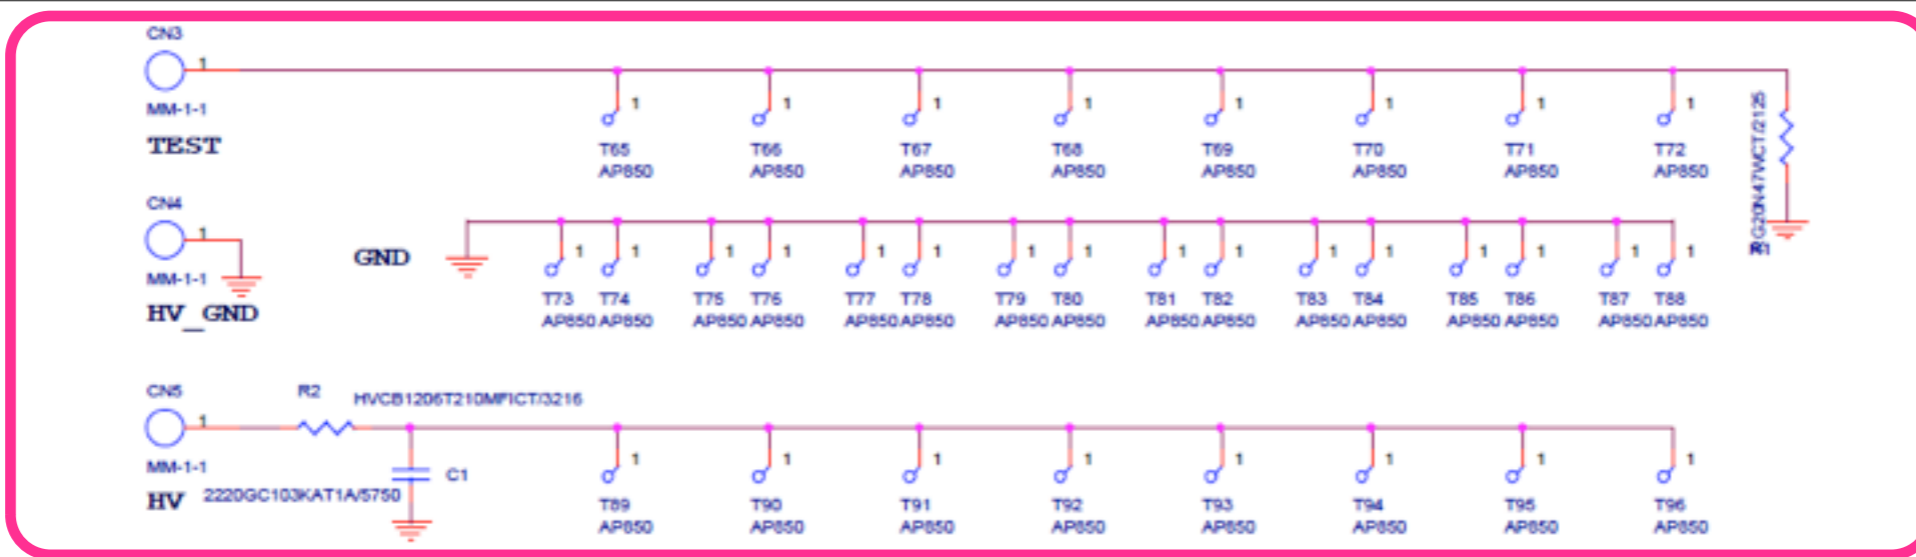 CN3
1
MM-1-1
TEST
1 1 1 1 1 1 1 1
T65 T66 T67 T68 T69 T70 T71 T72
AP850 AP850 AP850 AP850 AP850 AP850 AP850 AP850
CN4
1
MM-1-1
HV_GND
GND
1 1 1 1 1 1 1 1 1 1 1 1 1 1 1 1
T73 T74 T75 T76 T77 T78 T79 T80 T81 T82 T83 T84 T85 T86 T87 T88
AP850 AP850 AP850 AP850 AP850 AP850 AP850 AP850 AP850 AP850 AP850 AP850 AP850 AP850 AP850 AP850
CN5
1
MM-1-1
HV
R2
HVCB1206T210MFICT/3216
C1
2220GC103KAT1A/5750
1 1 1 1 1 1 1 1
T89 T90 T91 T92 T93 T94 T95 T96
AP850 AP850 AP850 AP850 AP850 AP850 AP850 AP850